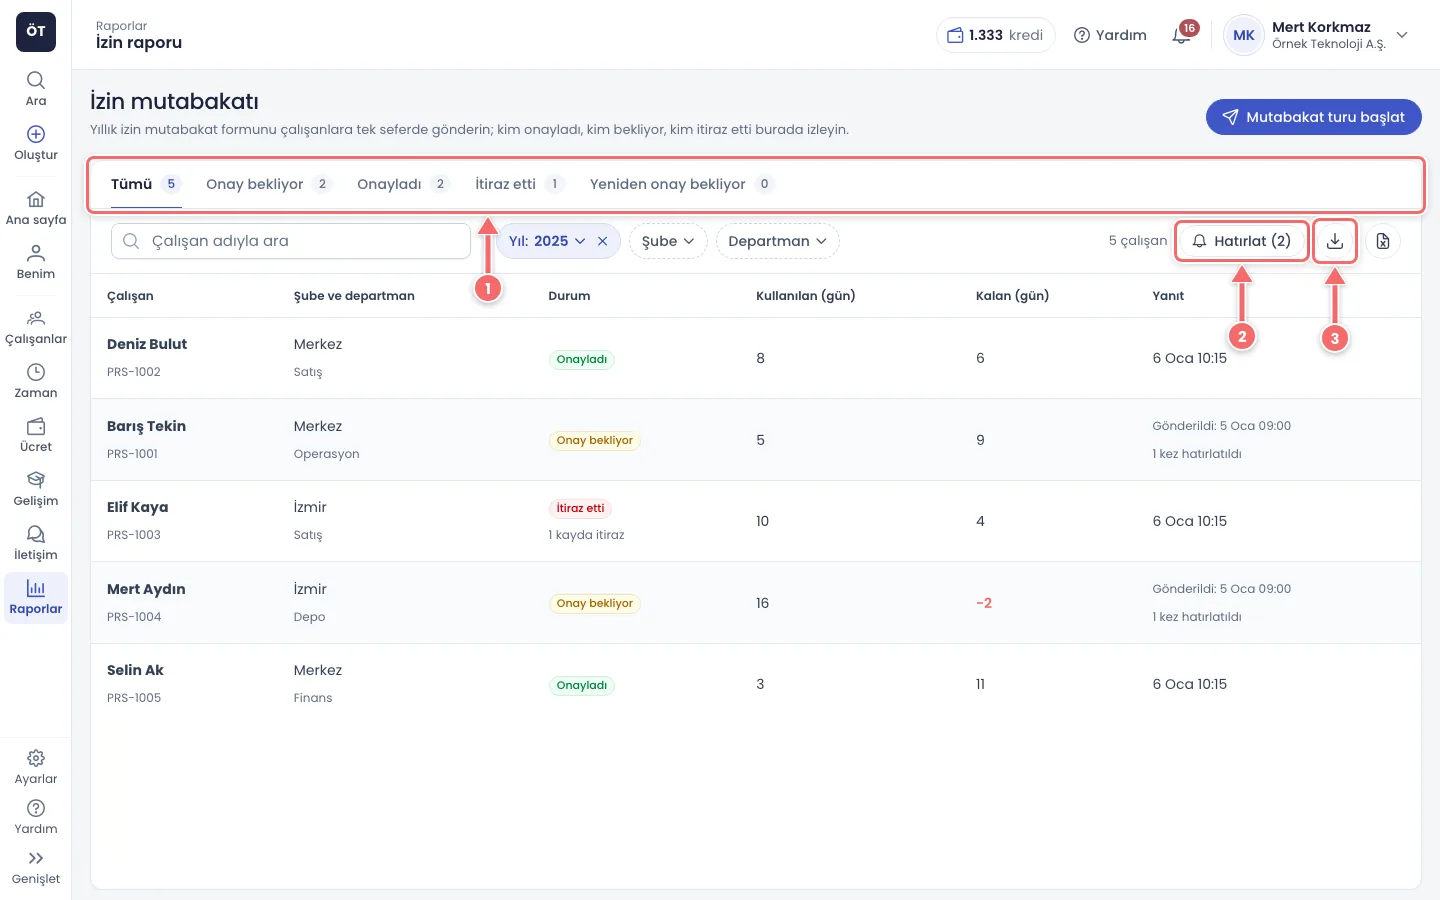 ÖT
Ara
Oluştur
Ana sayfa
Benim
Çalışanlar
Zaman
Ücret
Gelişim
İletişim
Raporlar
Ayarlar
Yardım
Genişlet
Raporlar
İzin raporu
1.333 kredi
Yardım
16
MK
Mert Korkmaz
Örnek Teknoloji A.Ş.
İzin mutabakatı
Yıllık izin mutabakat formunu çalışanlara tek seferde gönderin; kim onayladı, kim bekliyor, kim itiraz etti burada izleyin.
Mutabakat turu başlat
Tümü 5 Onay bekliyor 2 Onayladı 2 İtiraz etti 1 Yeniden onay bekliyor 0
Çalışan adıyla ara
Yıl: 2025
Şube
Departman
5 çalışan
Hatırlat (2)
1
2
3
Çalışan Şube ve departman Durum Kullanılan (gün) Kalan (gün) Yanıt
Deniz Bulut Merkez Onayladı 8 6 6 Oca 10:15
PRS-1002 Satış
Barış Tekin Merkez Onay bekliyor 5 9 Gönderildi: 5 Oca 09:00
PRS-1001 Operasyon 1 kez hatırlatıldı
Elif Kaya İzmir İtiraz etti 10 4 6 Oca 10:15
PRS-1003 Satış 1 kayda itiraz
Mert Aydın İzmir Onay bekliyor 16 -2 Gönderildi: 5 Oca 09:00
PRS-1004 Depo 1 kez hatırlatıldı
Selin Ak Merkez Onayladı 3 11 6 Oca 10:15
PRS-1005 Finans